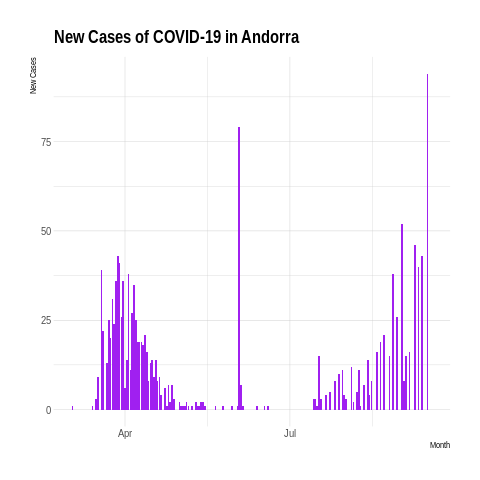 New Cases of COVID-19 in Andorra
New Cases
75
50
25
0
Apr
Jul
Month